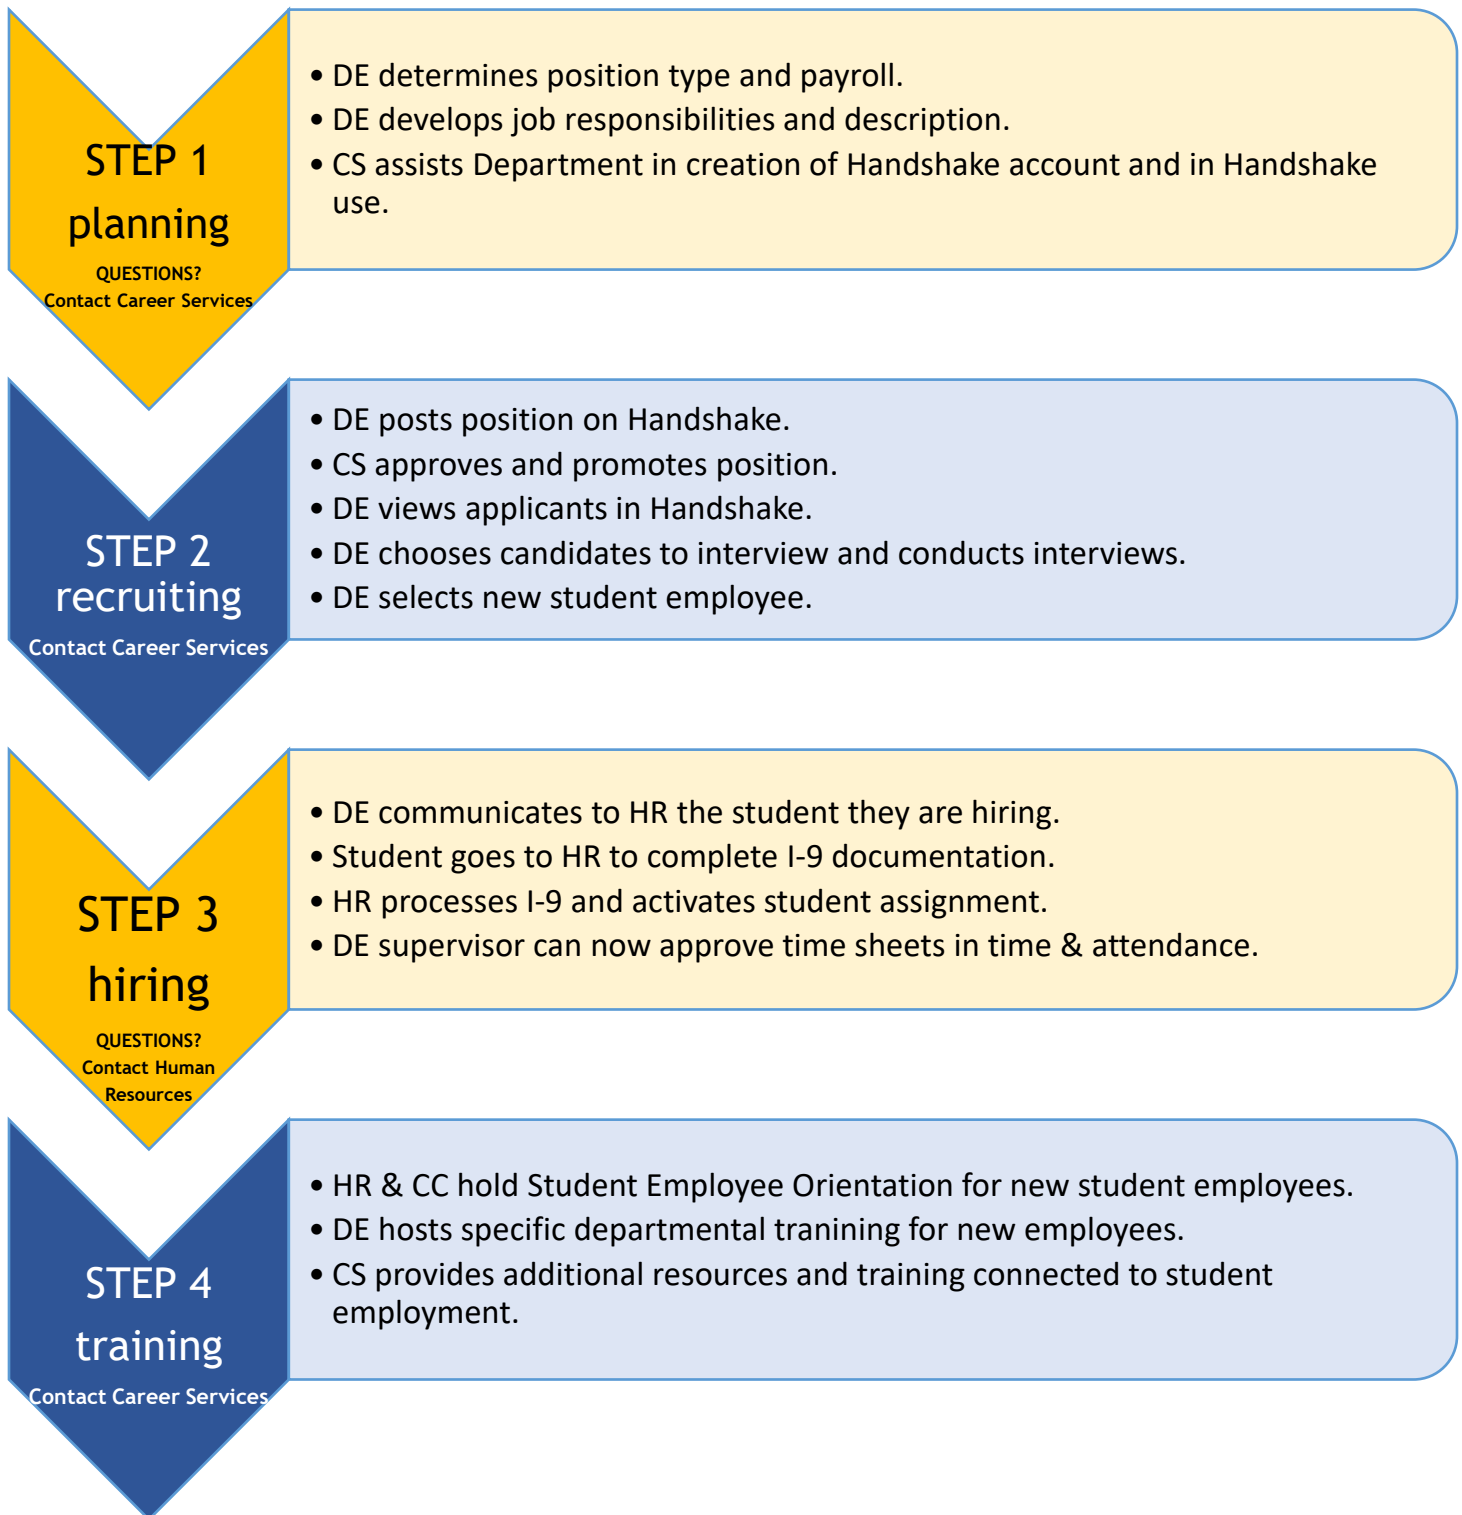 STEP 1
planning
QUESTIONS?
Contact Career Services
• DE determines position type and payroll.
• DE develops job responsibilities and description.
• CS assists Department in creation of Handshake account and in Handshake
use.
STEP 2
recruiting
Contact Career Services
• DE posts position on Handshake.
• CS approves and promotes position.
• DE views applicants in Handshake.
• DE chooses candidates to interview and conducts interviews.
• DE selects new student employee.
STEP 3
hiring
QUESTIONS?
Contact Human
Resources
• DE communicates to HR the student they are hiring.
• Student goes to HR to complete I-9 documentation.
• HR processes I-9 and activates student assignment.
• DE supervisor can now approve time sheets in time & attendance.
STEP 4
training
Contact Career Services
• HR & CC hold Student Employee Orientation for new student employees.
• DE hosts specific departmental tranining for new employees.
• CS provides additional resources and training connected to student
employment.